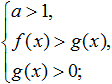 a > 1,
f(x) > g(x),
g(x) > 0;